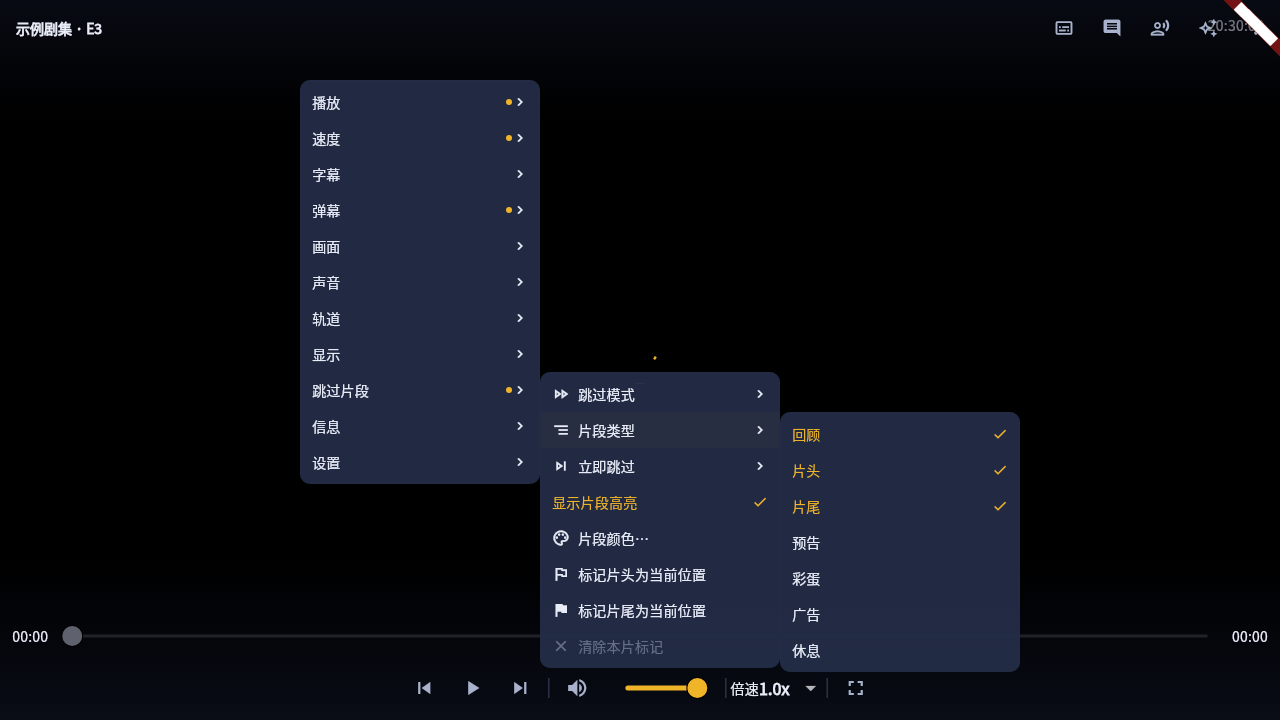 示例剧集 · E3
播放
速度
字幕
弹幕
画面
声音
轨道
显示
跳过片段
信息
设置
跳过模式
片段类型
立即跳过
显示片段高亮
片段颜色…
标记片头为当前位置
标记片尾为当前位置
清除本片标记
回顾
片头
片尾
预告
彩蛋
广告
休息
00:00
00:00
倍速1.0x